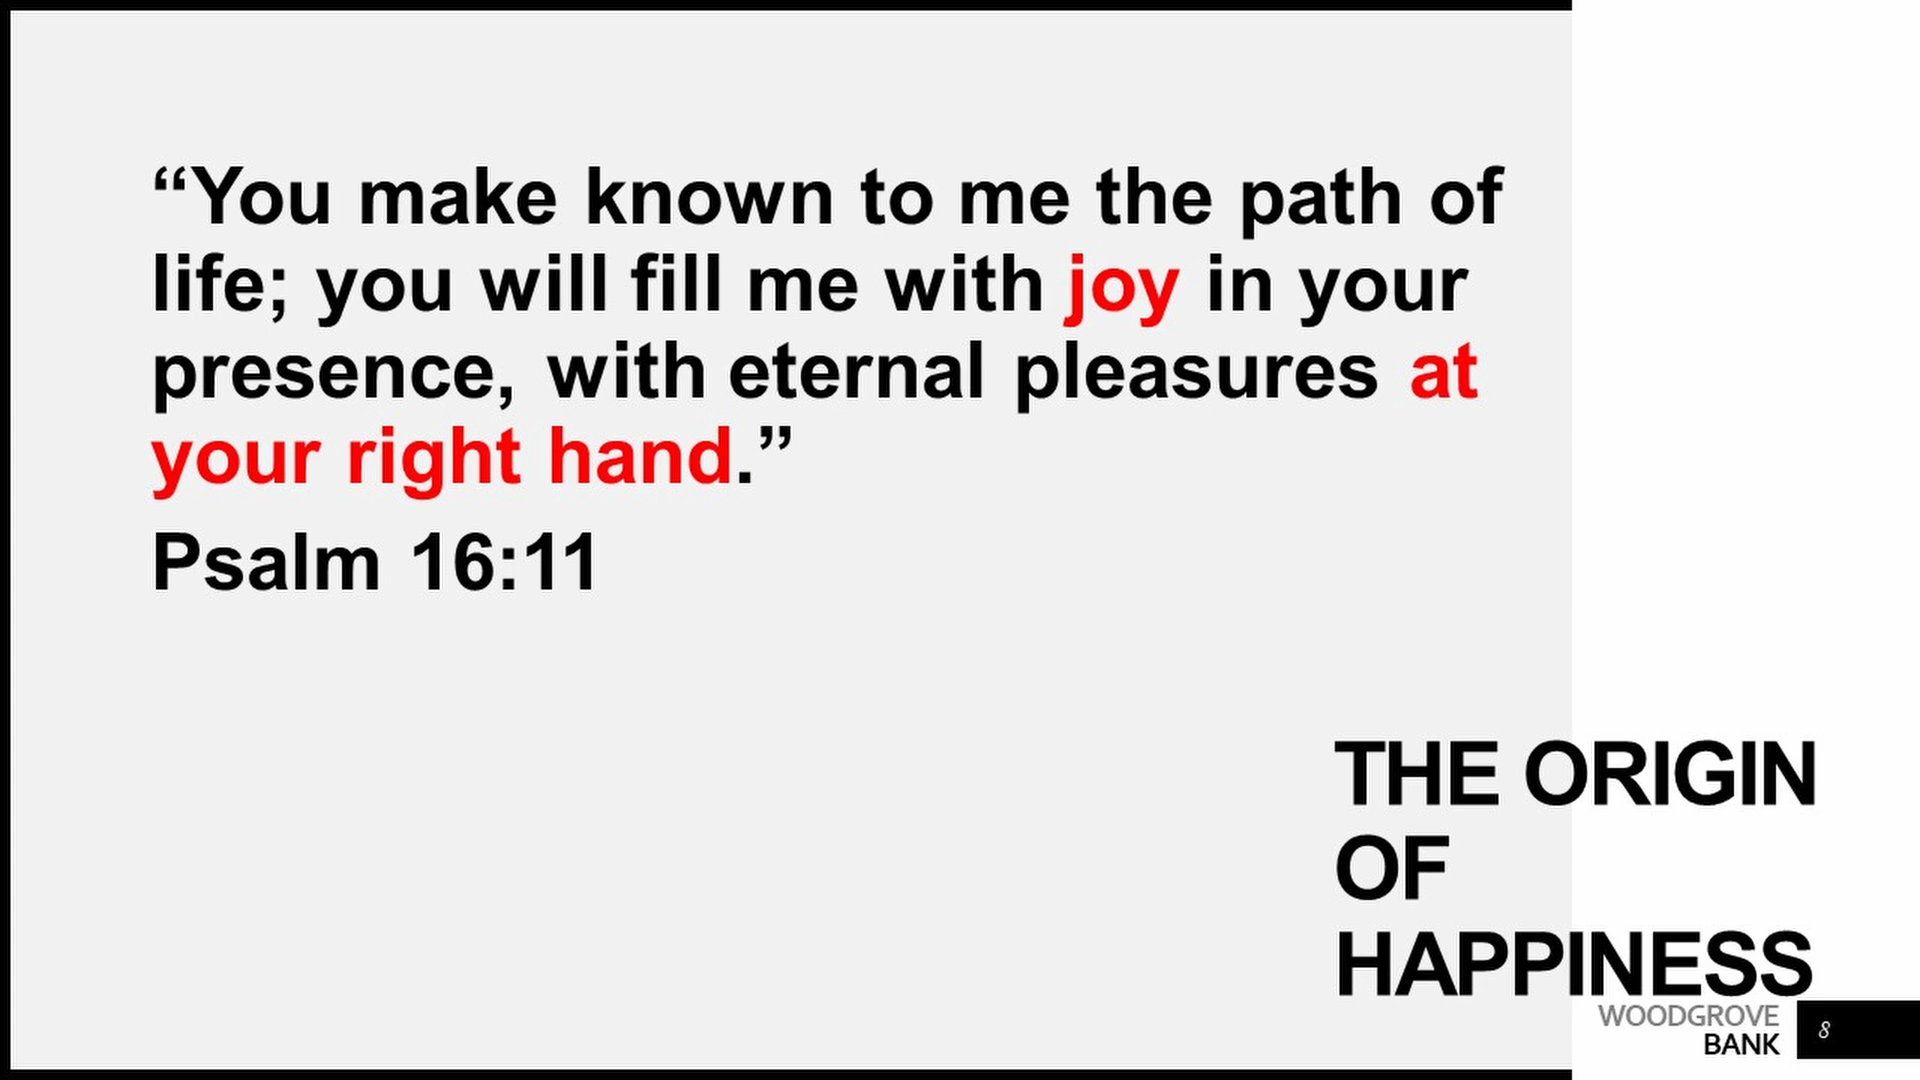 “You make known to me the path of
life; you will fill me with joy in your
presence, with eternal pleasures at
your right hand.”
Psalm 16:11
THE ORIGIN
OF
HAPPINESS
WOODGROVE
BANK
8